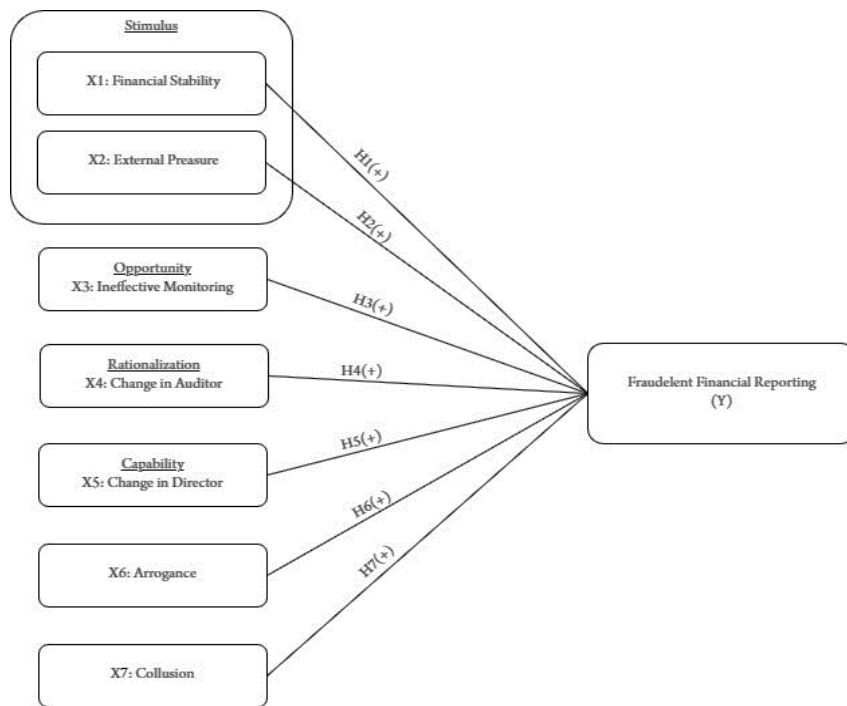 Stimulus
X1: Financial Stability
X2: External Preasure
Opportunity
X3: Ineffective Monitoring
Rationalization
X4: Change in Auditor
Capability
X5: Change in Director
X6: Arrogance
X7: Collusion
H1(+)
H2(+)
H3(+)
H4(+)
H5(+)
H6(+)
H7(+)
Fraudelent Financial Reporting
(Y)